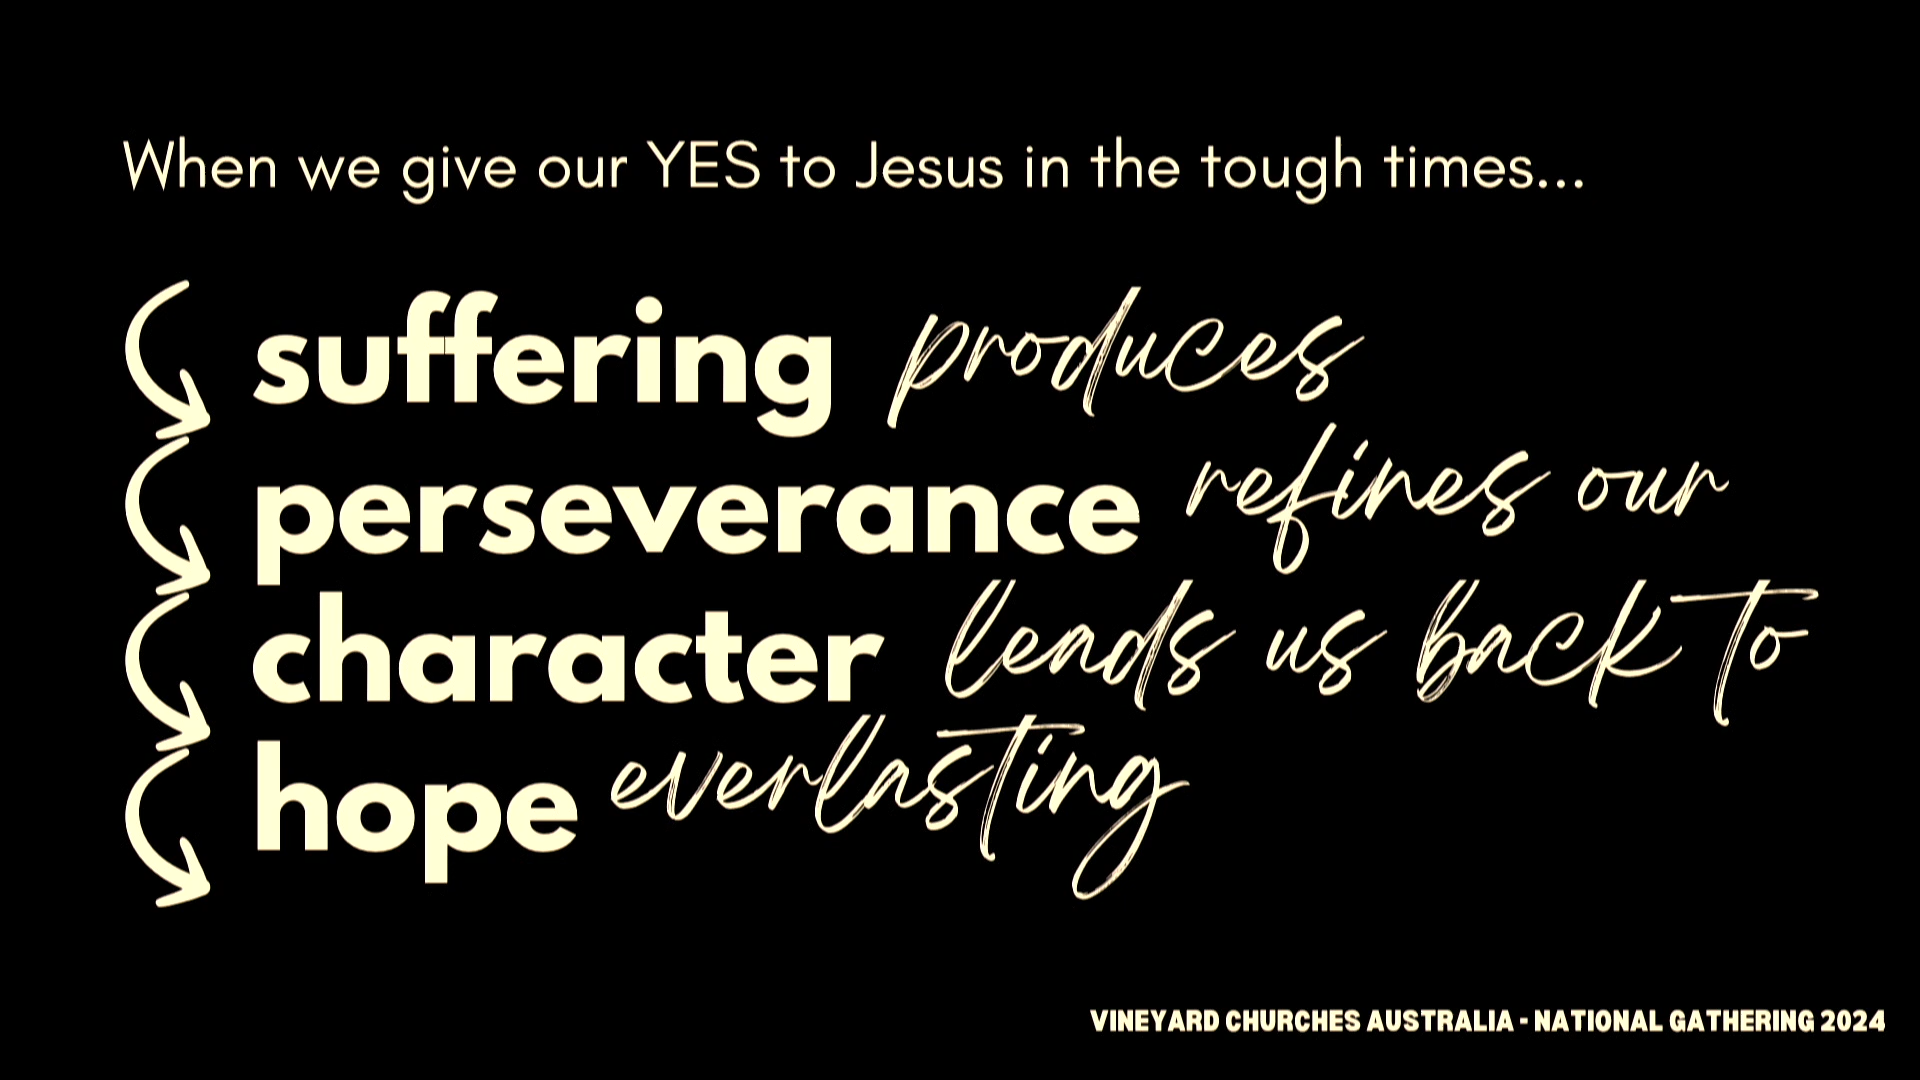 When we give our YES to Jesus in the tough times...
suffering produces
perseverance refines our
character leads us back to
hope everlasting
VINEYARD CHURCHES AUSTRALIA - NATIONAL GATHERING 2024